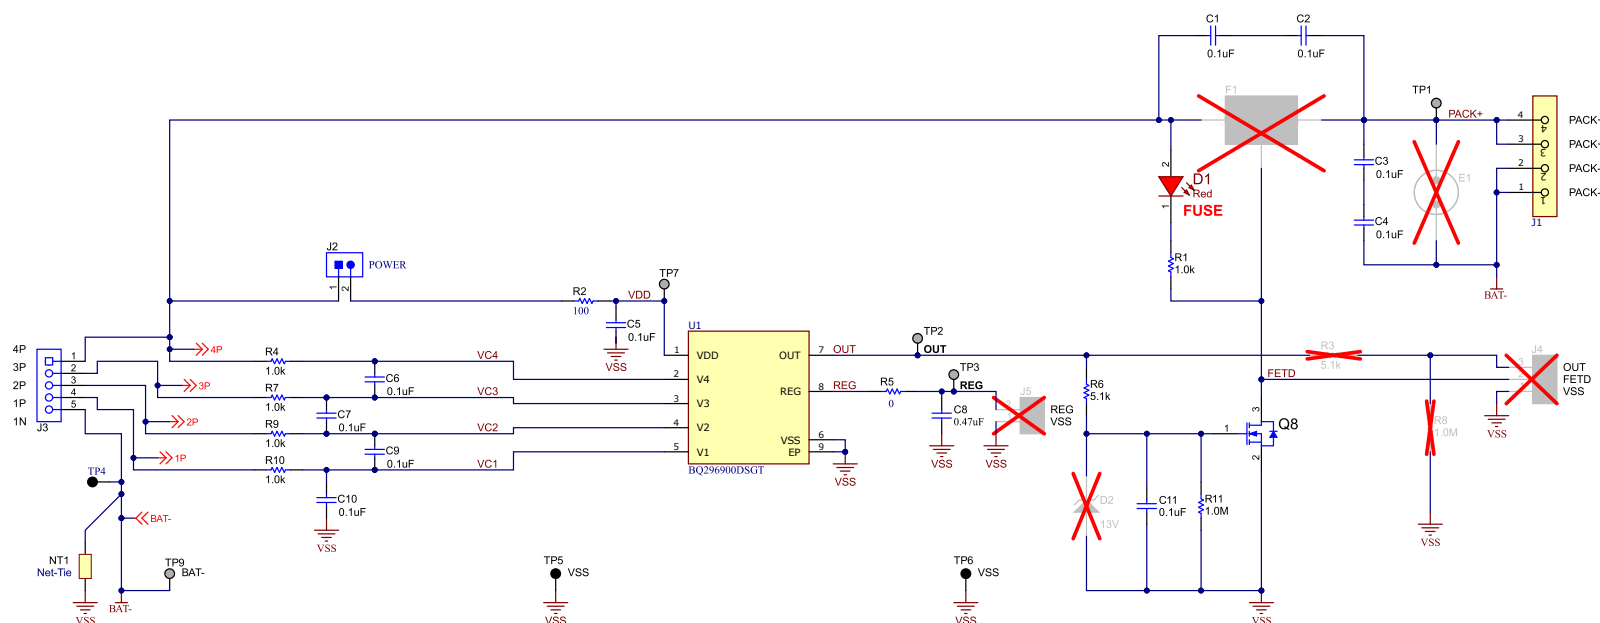 C1
0.1uF
C2
0.1uF
F1
TP1
PACK+
4
3
2
1
4
3
2
1
J1
PACK-
PACK-
2
D1
Red
1
FUSE
C3
0.1uF
C4
0.1uF
E1
R1
1.0k
BAT-
J2
1
2
POWER
R2
100
VDD
TP7
C5
0.1uF
VSS
4P
3P
2P
1P
1N
J3
1
2
3
4
5
4P
3P
2P
1P
R4
1.0k
R7
1.0k
R9
1.0k
R10
1.0k
C6
0.1uF
C7
0.1uF
C9
0.1uF
C10
0.1uF
VSS
VC4
VC3
VC2
VC1
U1
1 VDD
2 V4
3 V3
4 V2
5 V1
OUT 7
REG 8
VSS 6
EP 9
BQ296900DSGT
VSS
OUT
REG
TP2
OUT
R5
0
TP3
REG
C8
0.47uF
VSS
J5
REG
VSS
VSS
R6
5.1k
FETD
3
1
2
Q8
D2
13V
C11
0.1uF
R11
1.0M
VSS
R3
5.1k
R8
1.0M
VSS
J4
3
OUT
FETD
VSS
VSS
TP4
BAT-
NT1
Net-Tie
VSS
BAT-
TP9
BAT-
TP5
VSS
VSS
TP6
VSS
VSS